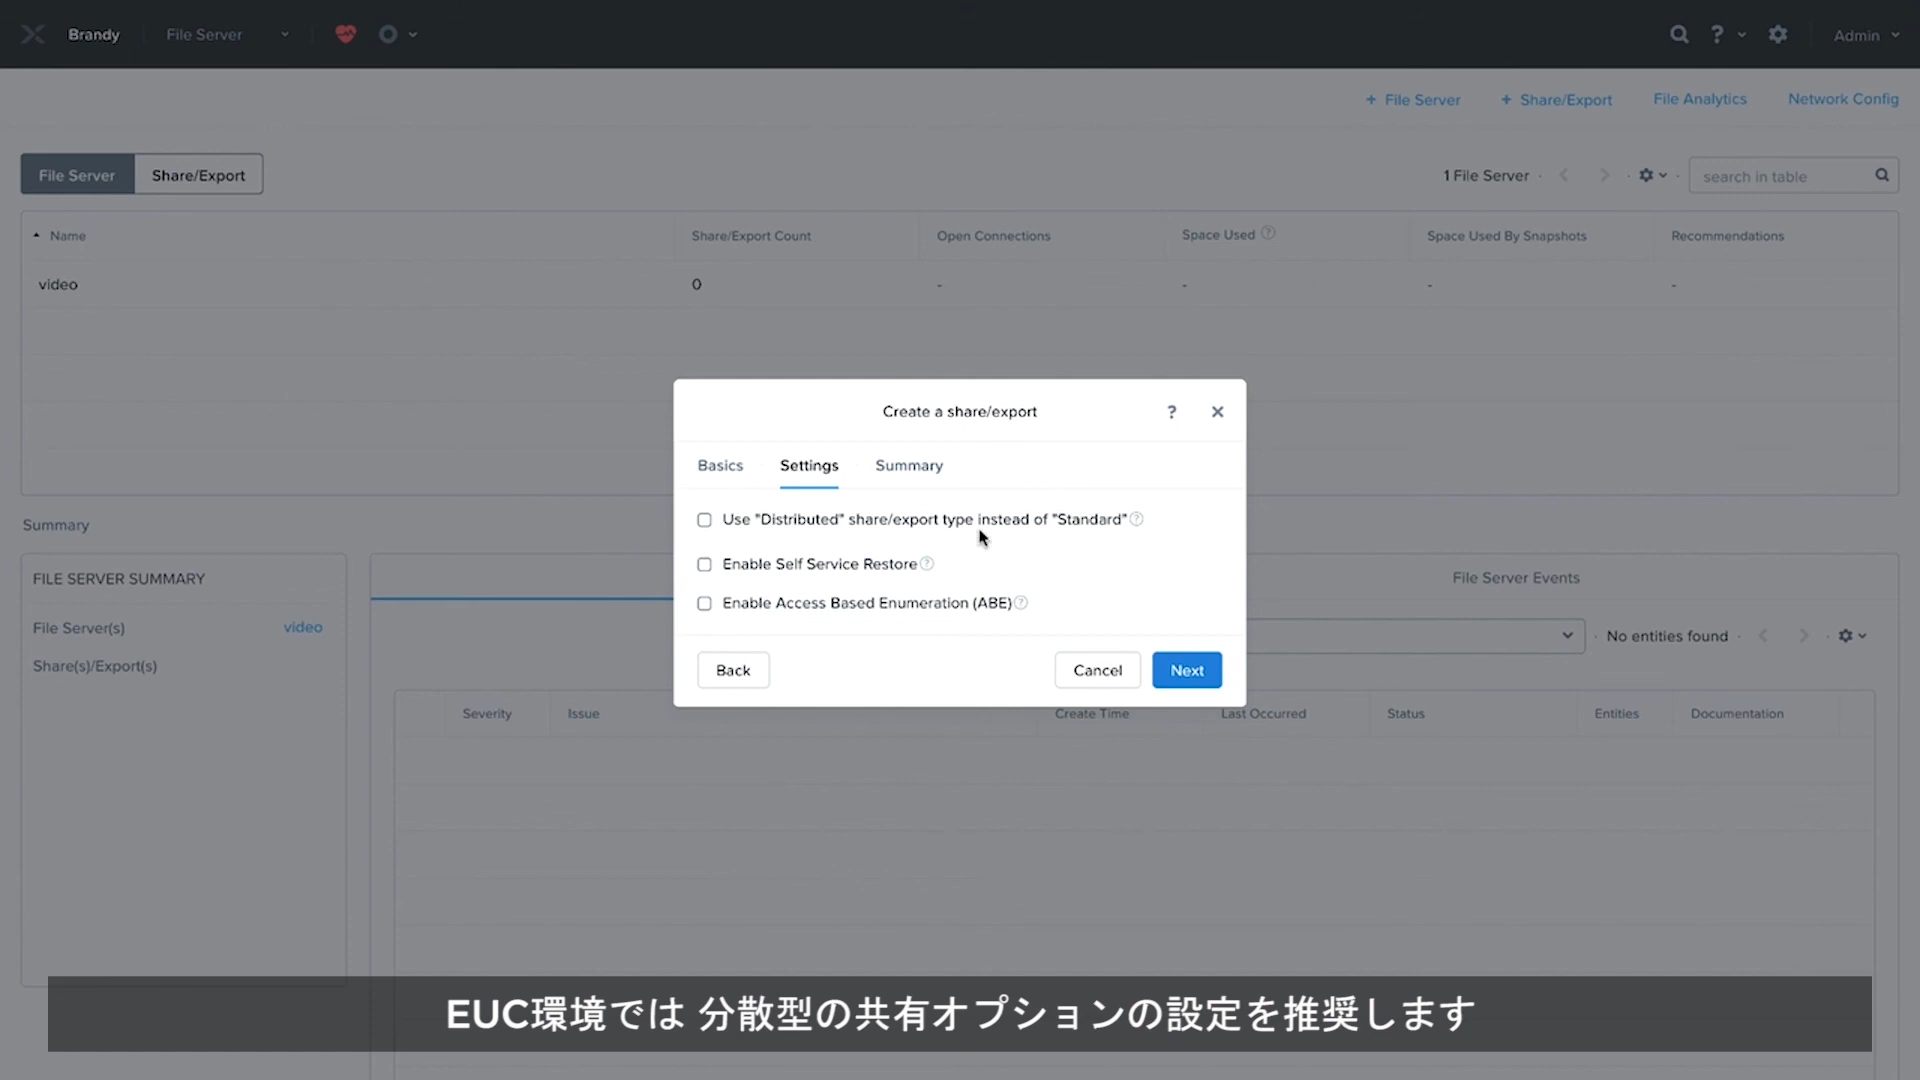 Brandy
File Server
? Admin
+ File Server
+ Share/Export
File Analytics
Network Config
File Server
Share/Export
1 File Server
search in table
Name
Share/Export Count
Open Connections
Space Used ?
Space Used By Snapshots
Recommendations
video
0
-
-
-
-
Create a share/export
?
Basics
Settings
Summary
Use "Distributed" share/export type instead of "Standard" ?
Enable Self Service Restore ?
Enable Access Based Enumeration (ABE) ?
Back
Cancel
Next
Summary
FILE SERVER SUMMARY
File Server(s)
video
Share(s)/Export(s)
File Server Events
No entities found
Severity
Issue
Create Time
Last Occurred
Status
Entities
Documentation
EUC環境では 分散型の共有オプションの設定を推奨します